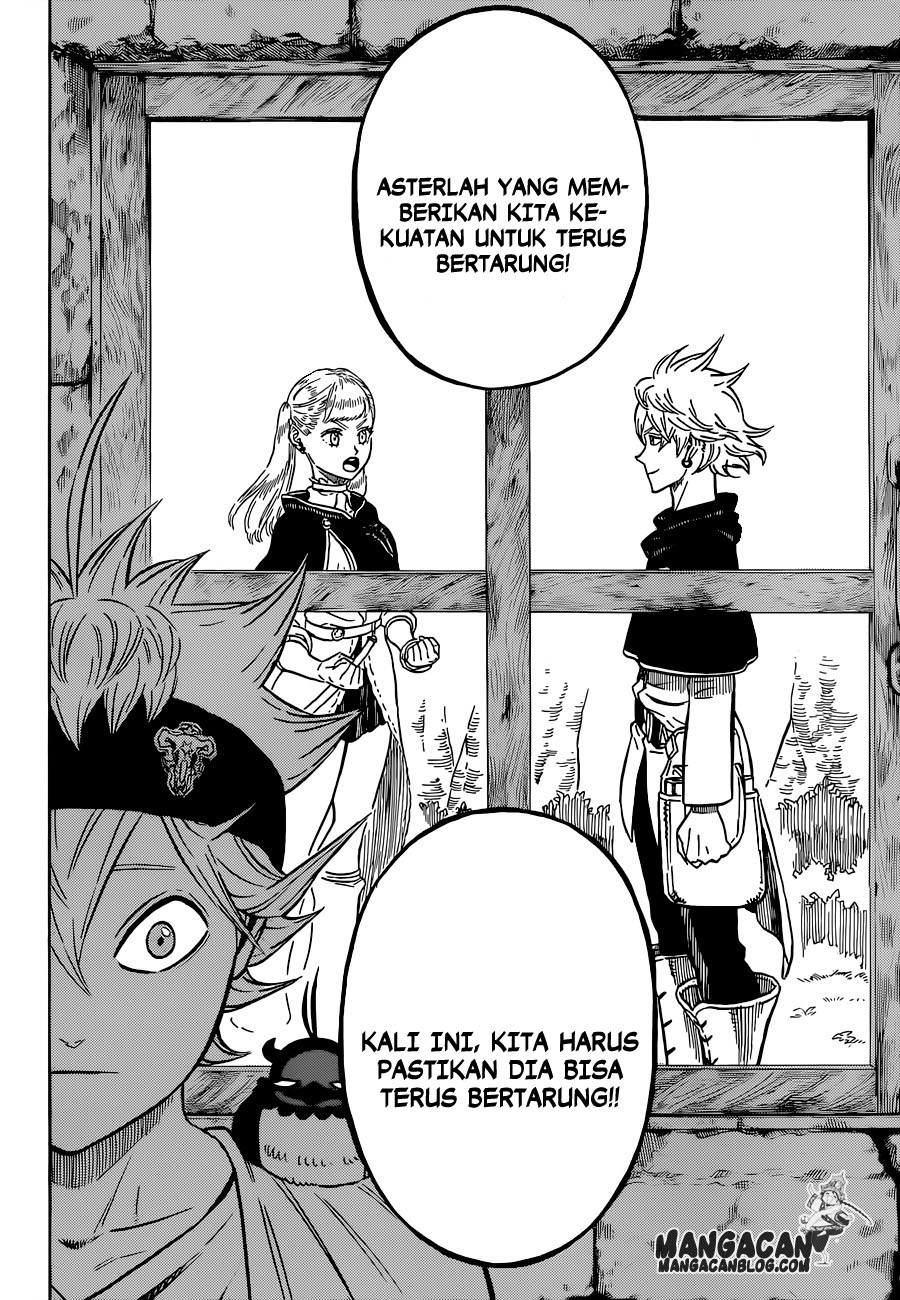 ASTERLAH YANG MEM-
BERIKAN KITA KE-
KUATAN UNTUK TERUS
BERTARUNG!
KALI INI, KITA HARUS
PASTIKAN DIA BISA
TERUS BERTARUNG!!
MANGACAN
MANGACANBLOG.COM